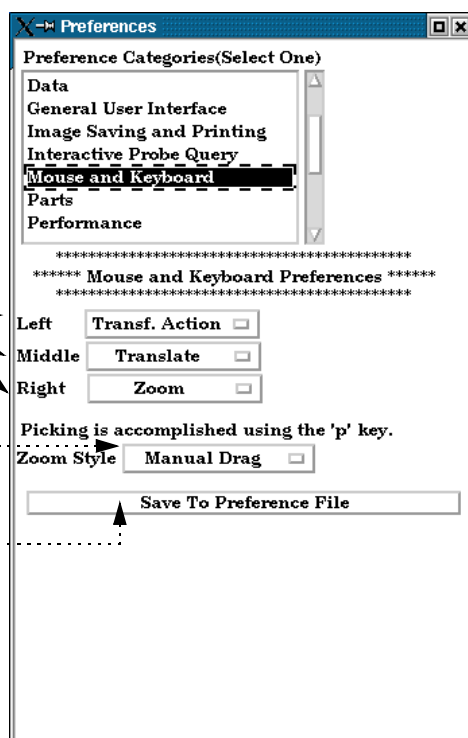 Preferences
Preference Categories(Select One)
Data
General User Interface
Image Saving and Printing
Interactive Probe Query
Mouse and Keyboard
Parts
Performance
********************************************
****** Mouse and Keyboard Preferences ******
********************************************
Left Transf. Action
Middle Translate
Right Zoom
Picking is accomplished using the 'p' key.
Zoom Style Manual Drag
Save To Preference File